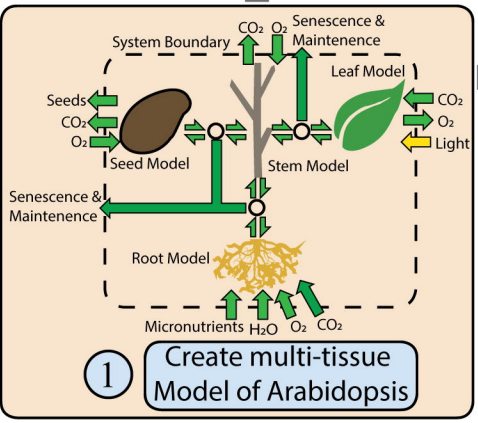 CO₂ O₂ Senescence &
Maintenence
System Boundary
Leaf Model
Seeds
CO₂
O₂
CO₂
O₂
Light
Seed Model
Stem Model
Senescence &
Maintenence
Root Model
Micronutrients H₂O O₂ CO₂
1
Create multi-tissue
Model of Arabidopsis